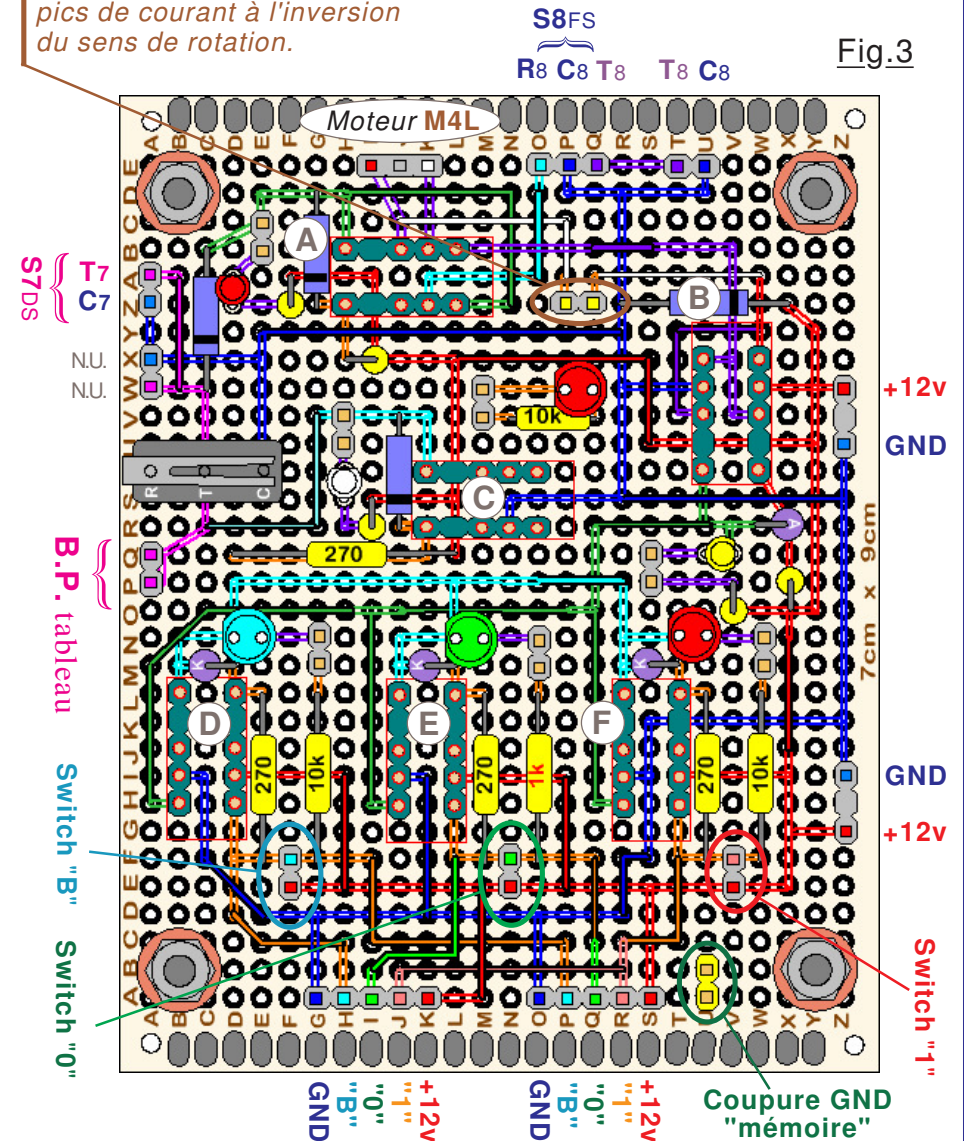 pics de courant à l'inversion
du sens de rotation.
S8FS
R8 C8 T8 T8 C8
Fig.3
Moteur M4L
A B C D E F G H I J K L M N O P Q R S T U V W X Y Z
A
B
S7DS
T7
C7
N.U.
N.U.
+12v
GND
10k
R T C
C
270
A
B.P. tableau
7cm x 9cm
K
K
K
D
E
F
270
10k
270
1k
270
10k
GND
+12v
Switch "B"
Switch "0"
Switch "1"
A B C D E F G H I J K L M N O P Q R S T U V W X Y Z
GND
"B"
"0"
"1"
+12v
GND
"B"
"0"
"1"
+12v
Coupure GND
"mémoire"